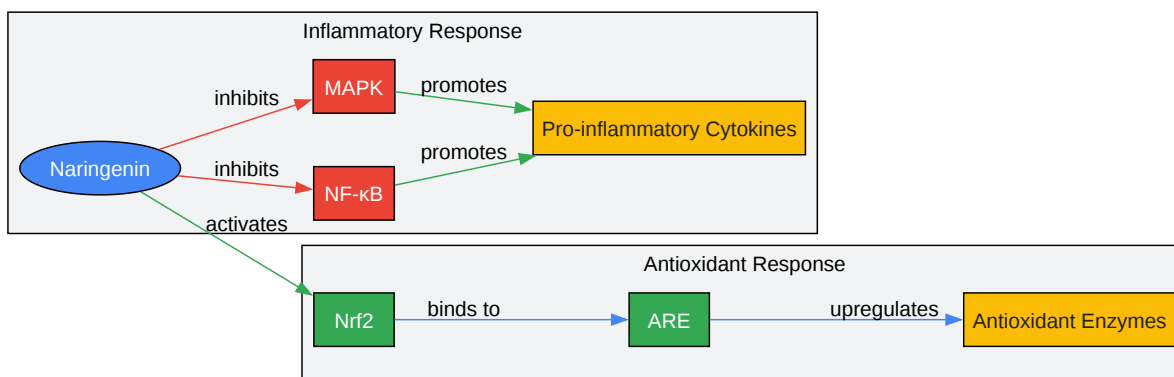 Inflammatory Response
MAPK
promotes
inhibits
Pro-inflammatory Cytokines
Naringenin
inhibits
promotes
NF-κB
activates
Antioxidant Response
Nrf2
binds to
ARE
upregulates
Antioxidant Enzymes